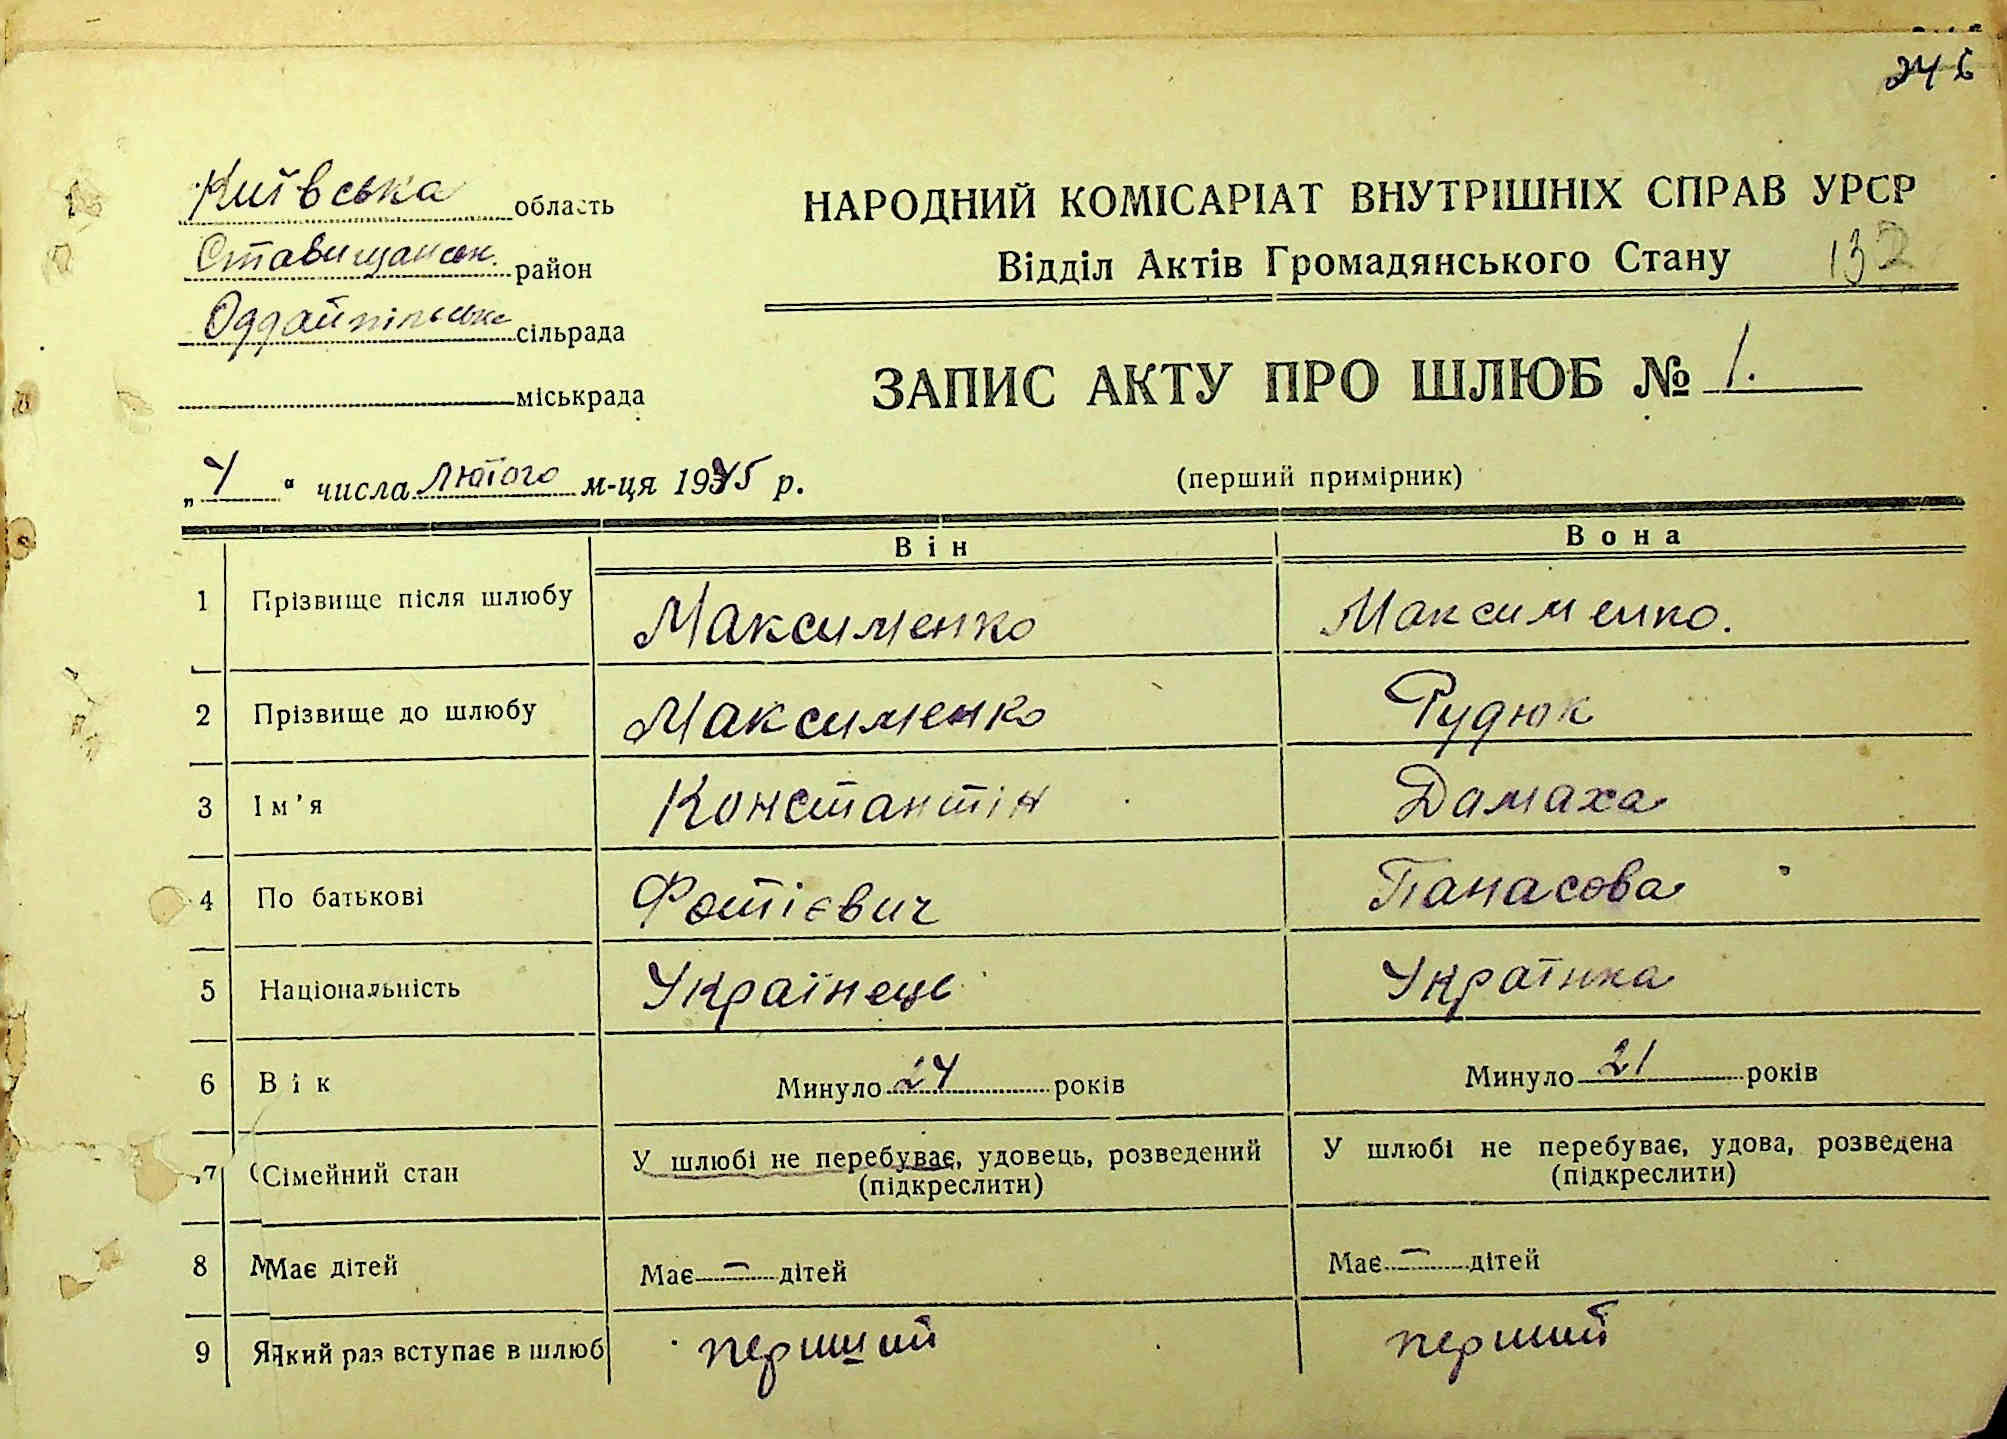 246
Київська область
Ставищанськ. район
Оддайпільська сільрада
міськрада
НАРОДНИЙ КОМІСАРІАТ ВНУТРІШНІХ СПРАВ УРСР
Відділ Актів Громадянського Стану 132
ЗАПИС АКТУ ПРО ШЛЮБ № 1.
„4“ числа лютого м-ця 1945 р.
(перший примірник)
Він Вона
1 Прізвище після шлюбу Максименко Максименко.
2 Прізвище до шлюбу Максименко Рудюк
3 Ім'я Константін Дамаха
4 По батькові Фотієвич Панасова
5 Національність Українець Українка
6 Вік Минуло 24 років Минуло 21 років
7 Сімейний стан У шлюбі не перебуває, удовець, розведений У шлюбі не перебуває, удова, розведена
(підкреслити) (підкреслити)
8 Має дітей Має — дітей Має — дітей
9 Який раз вступає в шлюб перший перший